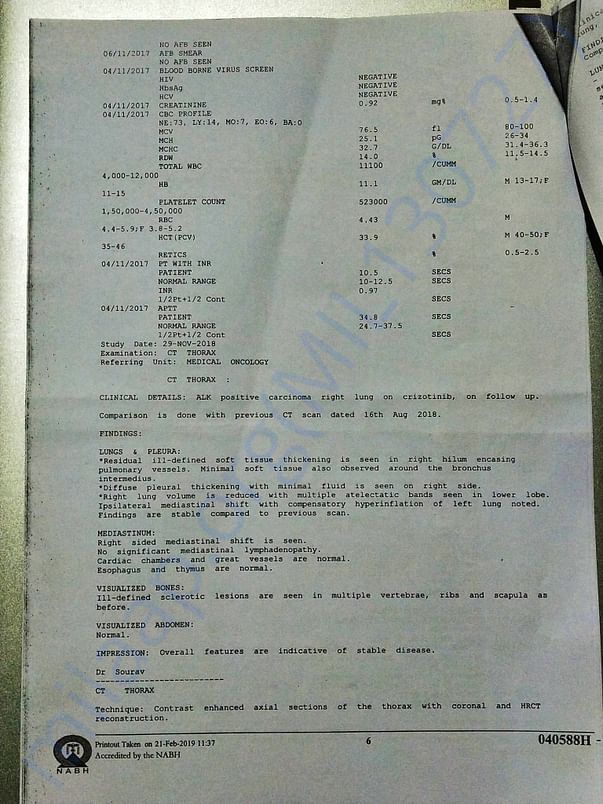 NO AFB SEEN
06/11/2017 AFB SMEAR
NO AFB SEEN
04/11/2017 BLOOD BORNE VIRUS SCREEN
HIV NEGATIVE
HbsAg NEGATIVE
HCV NEGATIVE
04/11/2017 CREATININE 0.92 mg% 0.5-1.4
04/11/2017 CBC PROFILE
NE:73, LY:14, MO:7, EO:6, BA:0
MCV 76.5 fl 80-100
MCH 25.1 pG 26-34
MCHC 32.7 G/DL 31.4-36.3
RDW 14.0 % 11.5-14.5
TOTAL WBC 11100 /CUMM
4,000-12,000
HB 11.1 GM/DL M 13-17;F
11-15
PLATELET COUNT 523000 /CUMM
1,50,000-4,50,000
RBC 4.43 M
4.4-5.9;F 3.8-5.2
HCT(PCV) 33.9 % M 40-50;F
35-46
RETICS % 0.5-2.5
04/11/2017 PT WITH INR
PATIENT 10.5 SECS
NORMAL RANGE 10-12.5 SECS
INR 0.97
1/2Pt+1/2 Cont SECS
04/11/2017 APTT
PATIENT 34.8 SECS
NORMAL RANGE 24.7-37.5
1/2Pt+1/2 Cont SECS
Study Date: 29-NOV-2018
Examination: CT THORAX
Referring Unit: MEDICAL ONCOLOGY
CT THORAX :
CLINICAL DETAILS: ALK positive carcinoma right lung on crizotinib, on follow up.
Comparison is done with previous CT scan dated 16th Aug 2018.
FINDINGS:
LUNGS & PLEURA:
*Residual ill-defined soft tissue thickening is seen in right hilum encasing
pulmonary vessels. Minimal soft tissue also observed around the bronchus
intermedius.
*Diffuse pleural thickening with minimal fluid is seen on right side.
*Right lung volume is reduced with multiple atelectatic bands seen in lower lobe.
Ipsilateral mediastinal shift with compensatory hyperinflation of left lung noted.
Findings are stable compared to previous scan.
MEDIASTINUM:
Right sided mediastinal shift is seen.
No significant mediastinal lymphadenopathy.
Cardiac chambers and great vessels are normal.
Esophagus and thymus are normal.
VISUALIZED BONES:
Ill-defined sclerotic lesions are seen in multiple vertebrae, ribs and scapula as
before.
VISUALIZED ABDOMEN:
Normal.
IMPRESSION: Overall features are indicative of stable disease.
Dr Sourav
--------------------------
CT THORAX
Technique: Contrast enhanced axial sections of the thorax with coronal and HRCT
reconstruction.
NABH
Printout Taken on 21-Feb-2019 11:37
Accredited by the NABH
6
040588H -